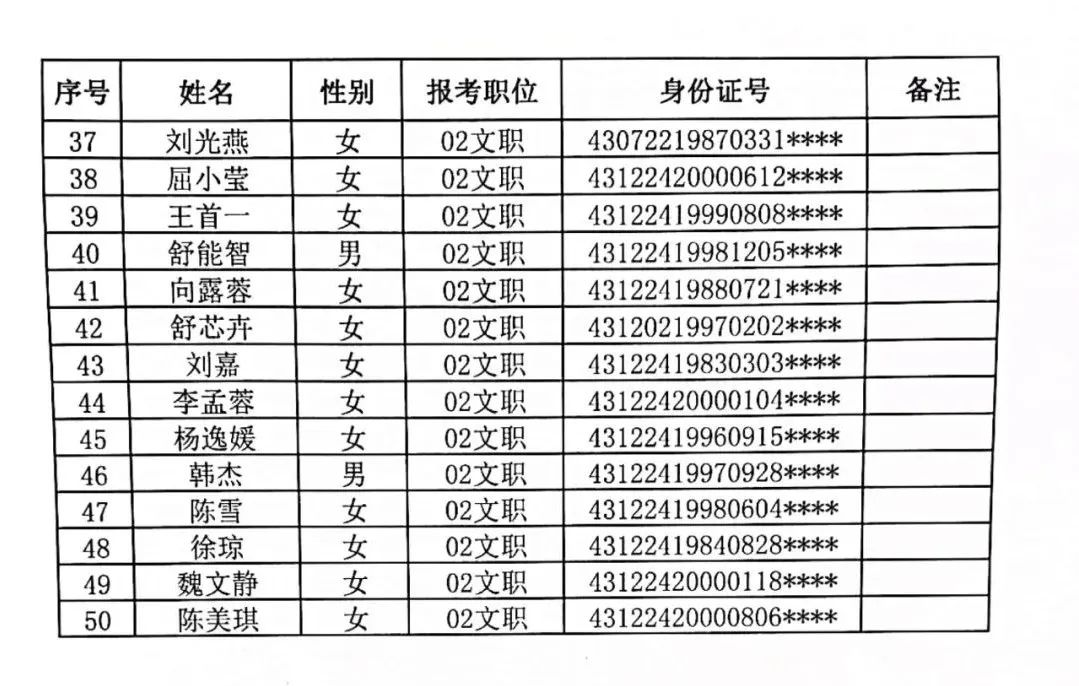 序号 姓名 性别 报考职位 身份证号 备注
37 刘光燕 女 02文职 43072219870331****
38 屈小莹 女 02文职 43122420000612****
39 王首一 女 02文职 43122419990808****
40 舒能智 男 02文职 43122419981205****
41 向露蓉 女 02文职 43122419880721****
42 舒芯卉 女 02文职 43120219970202****
43 刘嘉 女 02文职 43122419830303****
44 李孟蓉 女 02文职 43122420000104****
45 杨逸媛 女 02文职 43122419960915****
46 韩杰 男 02文职 43122419970928****
47 陈雪 女 02文职 43122419980604****
48 徐琼 女 02文职 43122419840828****
49 魏文静 女 02文职 43122420000118****
50 陈美琪 女 02文职 43122420000806****